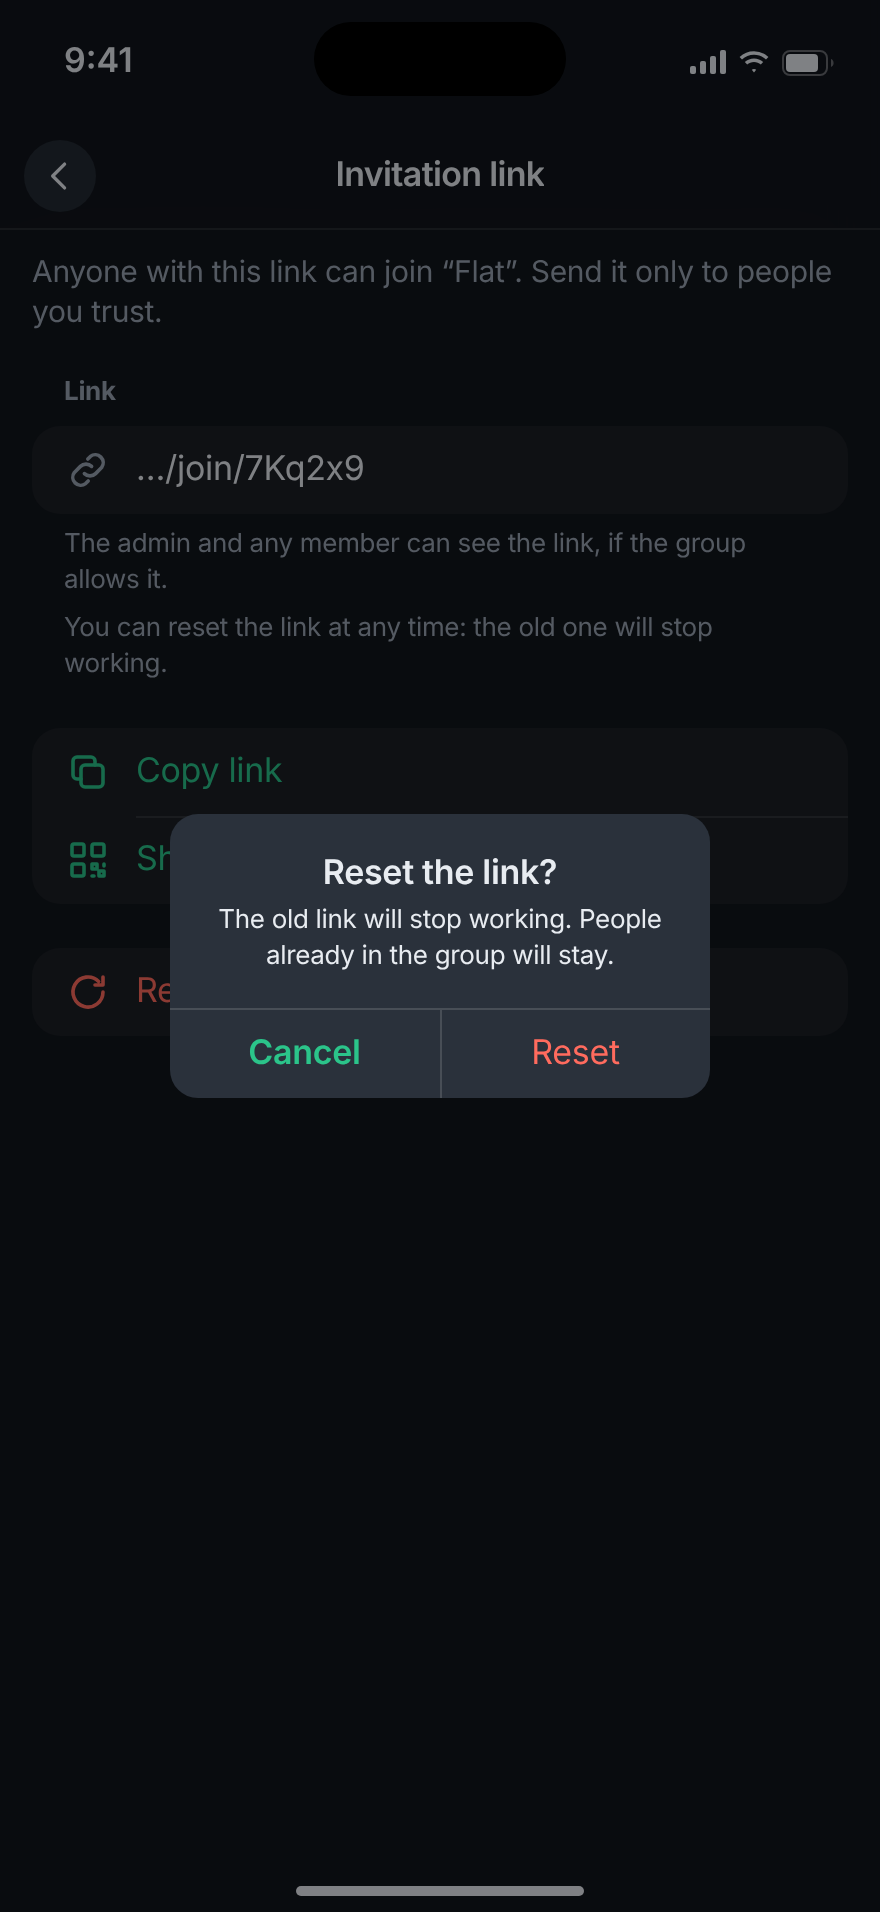 9:41
Invitation link
Anyone with this link can join “Flat”. Send it only to people
you trust.
Link
.../join/7Kq2x9
The admin and any member can see the link, if the group
allows it.
You can reset the link at any time: the old one will stop
working.
Copy link
Reset the link?
The old link will stop working. People
already in the group will stay.
Cancel
Reset